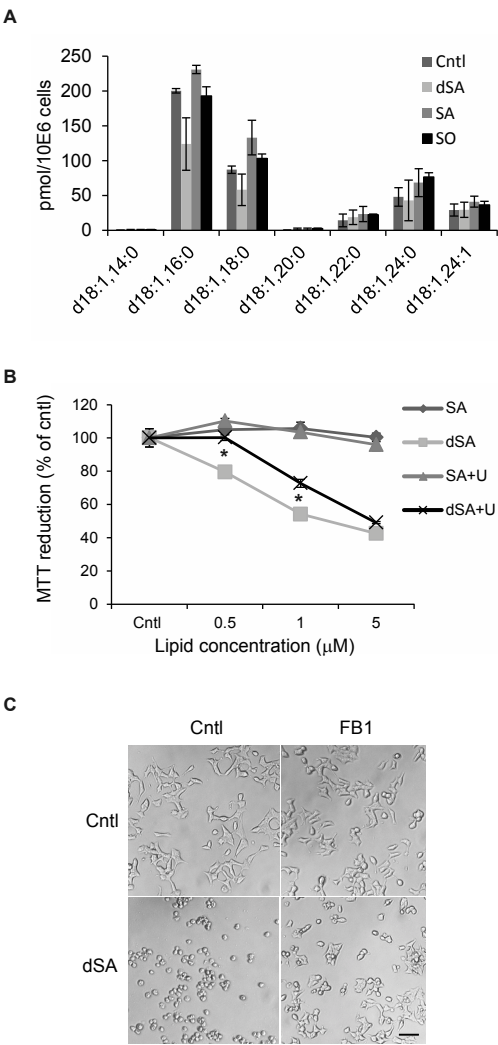 A
pmol/10E6 cells
250
200
150
100
50
0
Cntl
dSA
SA
SO
d18:1,14:0
d18:1,16:0
d18:1,18:0
d18:1,20:0
d18:1,22:0
d18:1,24:0
d18:1,24:1
B
MTT reduction (% of cntl)
120
100
80
60
40
20
0
*
*
SA
dSA
SA+U
dSA+U
Cntl 0.5 1 5
Lipid concentration (μM)
C
Cntl FB1
Cntl
dSA